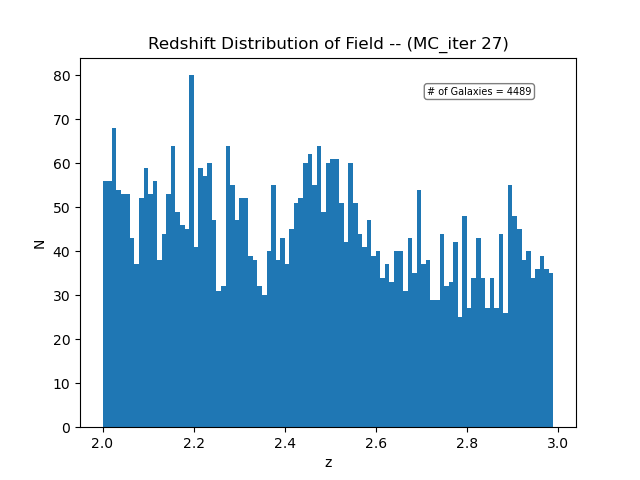 Redshift Distribution of Field -- (MC_iter 27)
# of Galaxies = 4489
80
70
60
50
40
30
20
10
0
N
2.0 2.2 2.4 2.6 2.8 3.0
z